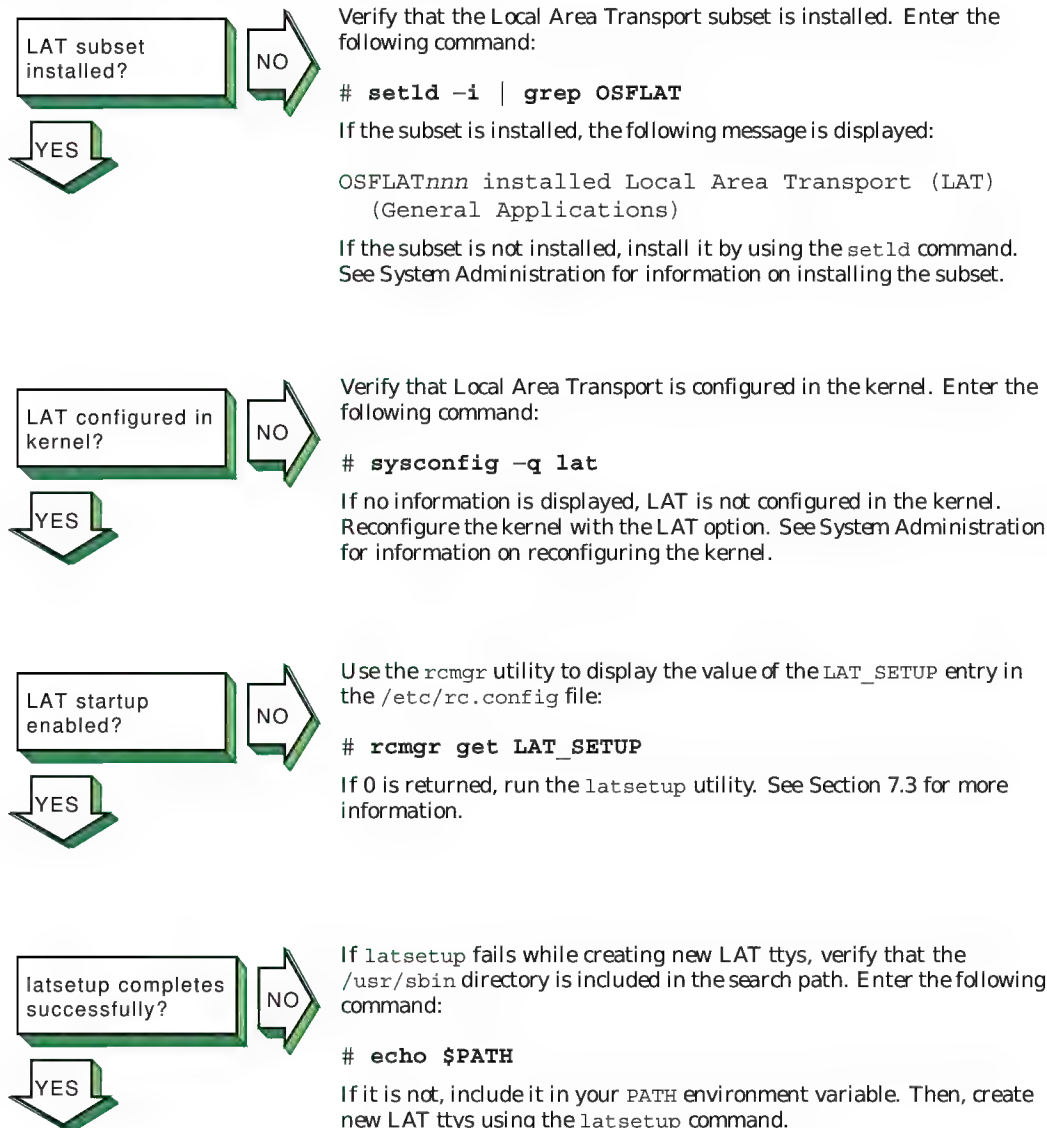 LAT subset
installed?
NO
YES
Verify that the Local Area Transport subset is installed. Enter the
following command:
# setld −i | grep OSFLAT
If the subset is installed, the following message is displayed:
OSFLATnnn installed Local Area Transport (LAT)
(General Applications)
If the subset is not installed, install it by using the setld command.
See System Administration for information on installing the subset.
LAT configured in
kernel?
NO
YES
Verify that Local Area Transport is configured in the kernel. Enter the
following command:
# sysconfig −q lat
If no information is displayed, LAT is not configured in the kernel.
Reconfigure the kernel with the LAT option. See System Administration
for information on reconfiguring the kernel.
LAT startup
enabled?
NO
YES
Use the rcmgr utility to display the value of the LAT_SETUP entry in
the /etc/rc.config file:
# rcmgr get LAT_SETUP
If 0 is returned, run the latsetup utility. See Section 7.3 for more
information.
latsetup completes
successfully?
NO
YES
If latsetup fails while creating new LAT ttys, verify that the
/usr/sbin directory is included in the search path. Enter the following
command:
# echo $PATH
If it is not, include it in your PATH environment variable. Then, create
new LAT ttys using the latsetup command.